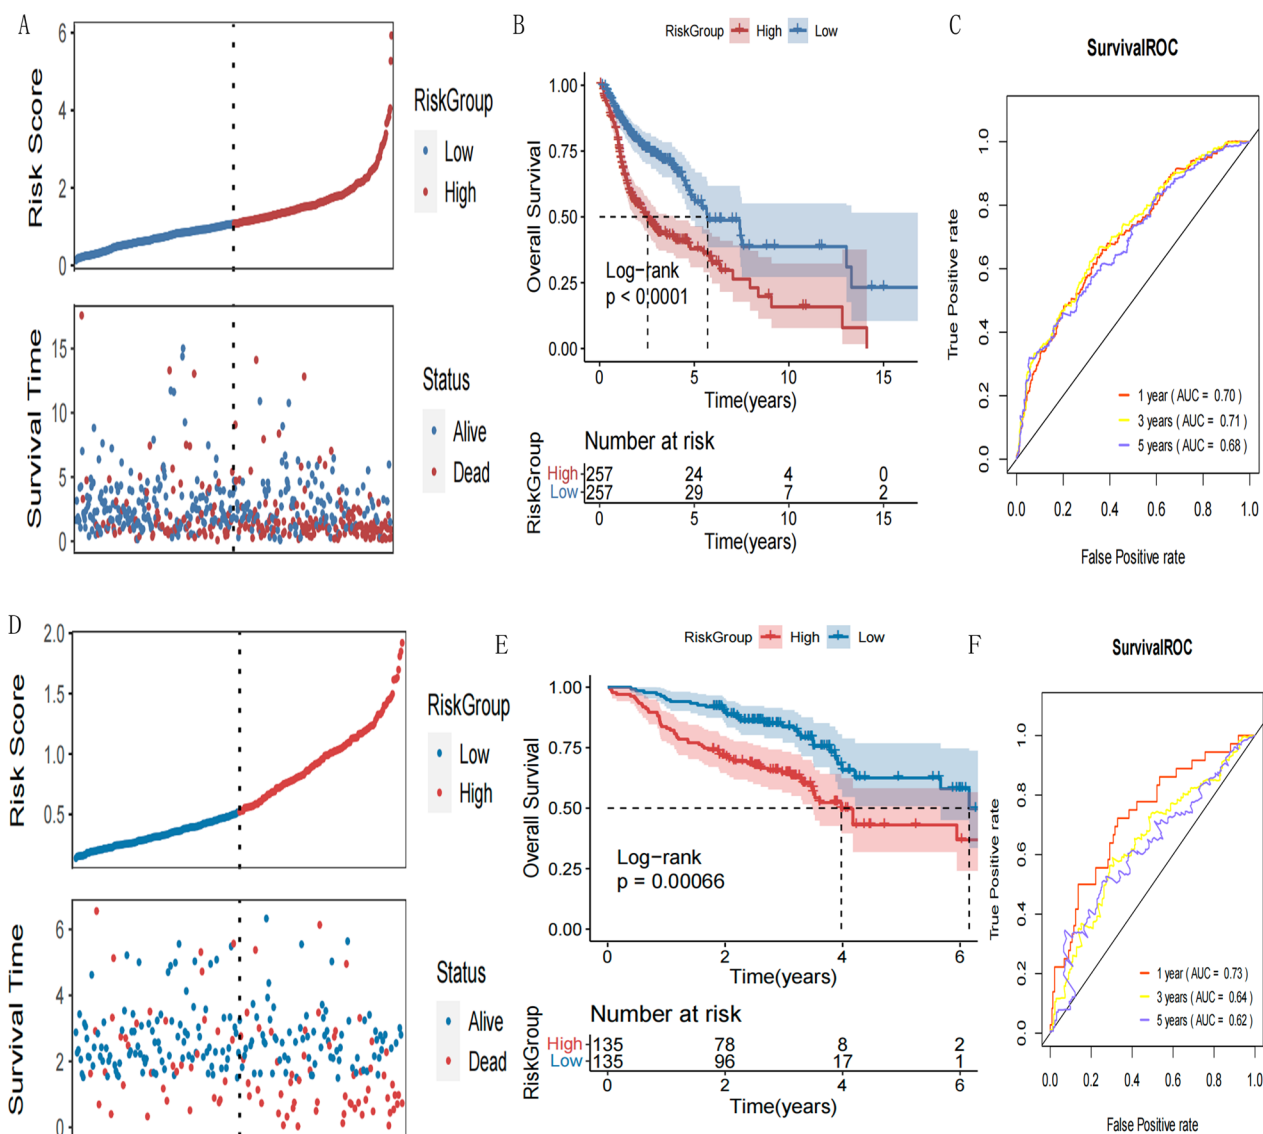 A
Risk Score
6
4
2
0
RiskGroup
Low
High
Survival Time
15
10
5
0
Status
Alive
Dead
B
RiskGroup High Low
Overall Survival
1.00
0.75
0.50
0.25
0.00
Log-rank
p < 0.0001
0 5 10 15
Time(years)
Number at risk
RiskGroup
High 257 24 4 0
Low 257 29 7 2
0 5 10 15
Time(years)
C
SurvivalROC
True Positive rate
0.0 0.2 0.4 0.6 0.8 1.0
1 year ( AUC = 0.70 )
3 years ( AUC = 0.71 )
5 years ( AUC = 0.68 )
0.0 0.2 0.4 0.6 0.8 1.0
False Positive rate
D
Risk Score
2.0
1.5
1.0
0.5
RiskGroup
Low
High
Survival Time
6
4
2
0
Status
Alive
Dead
E
RiskGroup High Low
Overall Survival
1.00
0.75
0.50
0.25
0.00
Log-rank
p = 0.00066
0 2 4 6
Time(years)
Number at risk
RiskGroup
High 135 78 8 2
Low 135 96 17 1
0 2 4 6
Time(years)
F
SurvivalROC
True Positive rate
0.0 0.2 0.4 0.6 0.8 1.0
1 year ( AUC = 0.73 )
3 years ( AUC = 0.64 )
5 years ( AUC = 0.62 )
0.0 0.2 0.4 0.6 0.8 1.0
False Positive rate